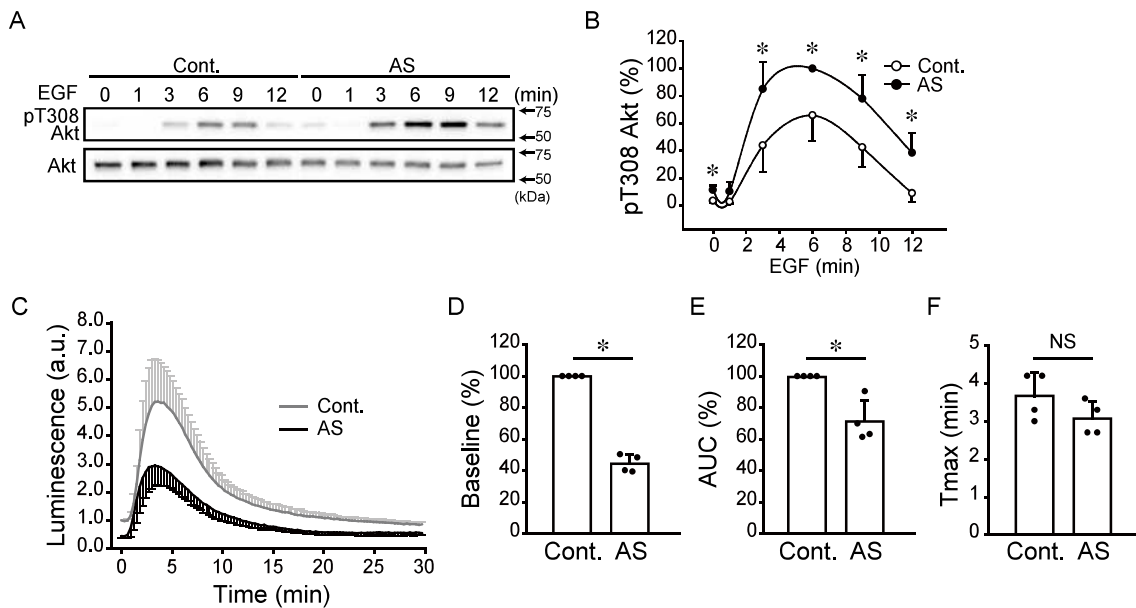 A
Cont. AS
EGF 0 1 3 6 9 12 0 1 3 6 9 12 (min)
pT308 Akt
75
50
Akt
75
50
(kDa)
B
pT308 Akt (%)
120
100
80
60
40
20
0
* * * * *
Cont.
AS
0 2 4 6 8 10 12
EGF (min)
C
Luminescence (a.u.)
8.0
7.0
6.0
5.0
4.0
3.0
2.0
1.0
0.0
Cont.
AS
0 5 10 15 20 25 30
Time (min)
D
Baseline (%)
120
100
80
60
40
20
0
*
Cont. AS
E
AUC (%)
120
100
80
60
40
20
0
*
Cont. AS
F
Tmax (min)
5
4
3
2
1
0
NS
Cont. AS